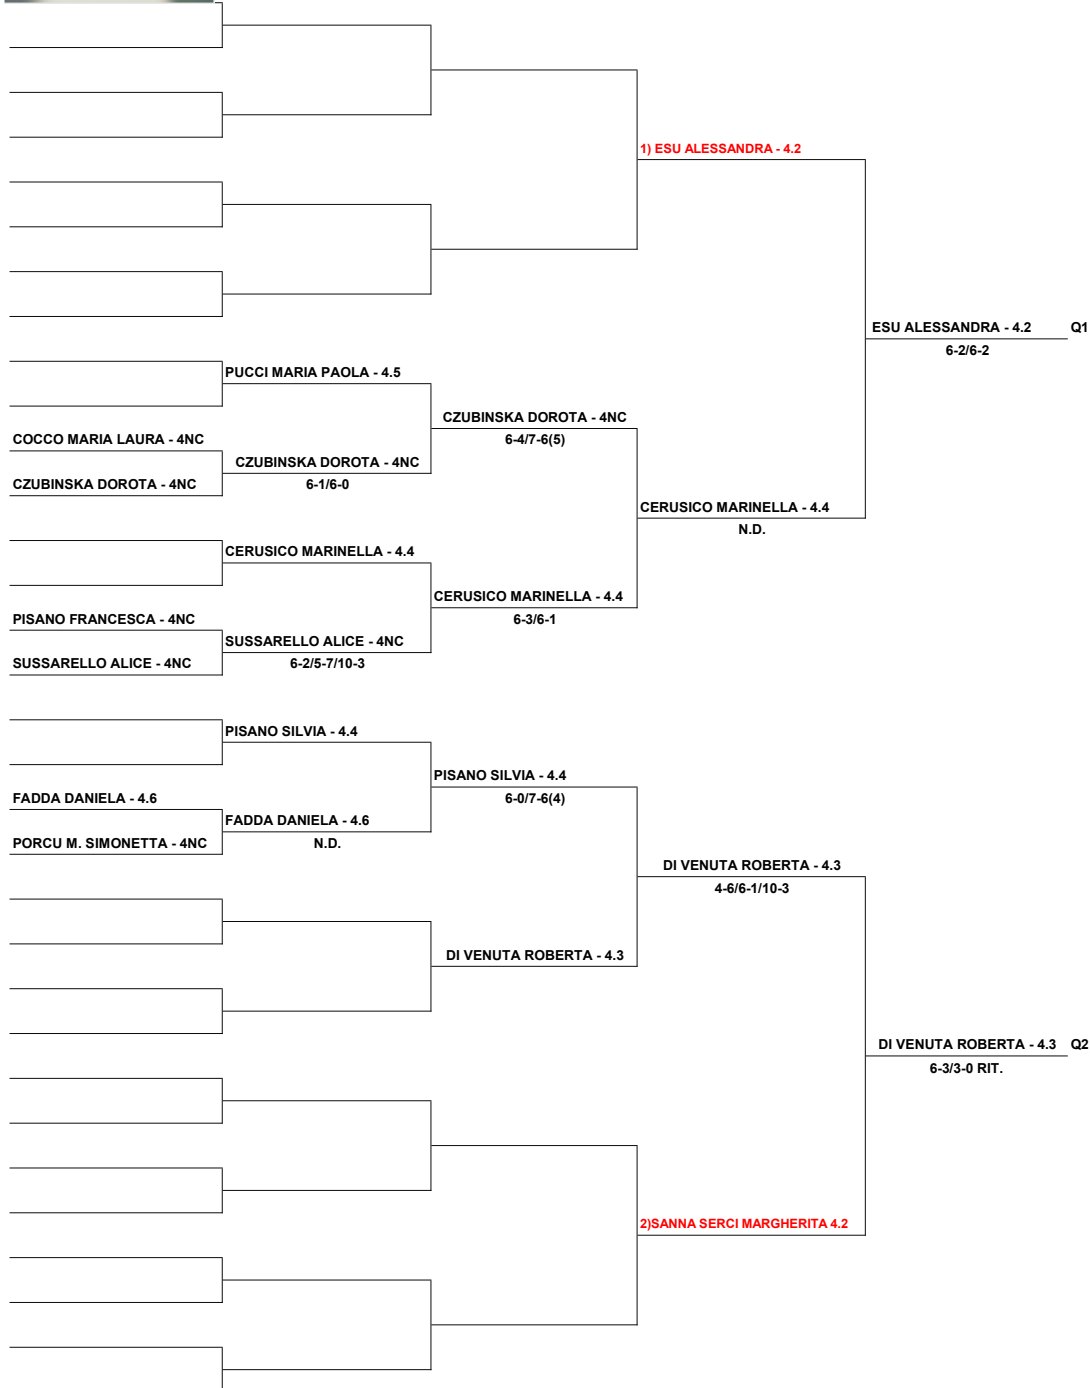 1) ESU ALESSANDRA - 4.2
ESU ALESSANDRA - 4.2 Q1
6-2/6-2
PUCCI MARIA PAOLA - 4.5
CZUBINSKA DOROTA - 4NC
6-4/7-6(5)
COCCO MARIA LAURA - 4NC
CZUBINSKA DOROTA - 4NC
6-1/6-0
CZUBINSKA DOROTA - 4NC
CERUSICO MARINELLA - 4.4
N.D.
CERUSICO MARINELLA - 4.4
CERUSICO MARINELLA - 4.4
6-3/6-1
PISANO FRANCESCA - 4NC
SUSSARELLO ALICE - 4NC
6-2/5-7/10-3
SUSSARELLO ALICE - 4NC
PISANO SILVIA - 4.4
PISANO SILVIA - 4.4
6-0/7-6(4)
FADDA DANIELA - 4.6
FADDA DANIELA - 4.6
N.D.
PORCU M. SIMONETTA - 4NC
DI VENUTA ROBERTA - 4.3
4-6/6-1/10-3
DI VENUTA ROBERTA - 4.3
DI VENUTA ROBERTA - 4.3 Q2
6-3/3-0 RIT.
2)SANNA SERCI MARGHERITA 4.2